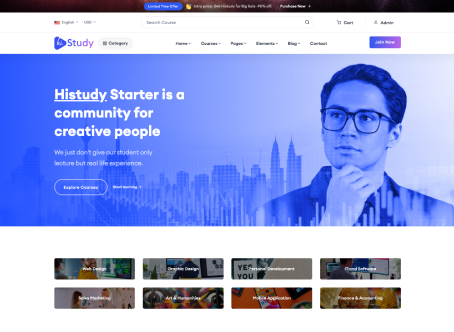 Limited Time Offer
Intro price. Get Histudy for Big Sale -95% off.
Purchase Now
English
USD
Search Course
Cart
Admin
HiStudy
Category
Home
Courses
Pages
Elements
Blog
Contact
Join Now
Histudy Starter is a
community for
creative people
We just don't give our student only
lecture but real life experience.
Explore Courses
Start learning
Web Design
Graphic Design
Personal Development
IT and Software
Sales Marketing
Art & Humanities
Mobile Application
Finance & Accounting